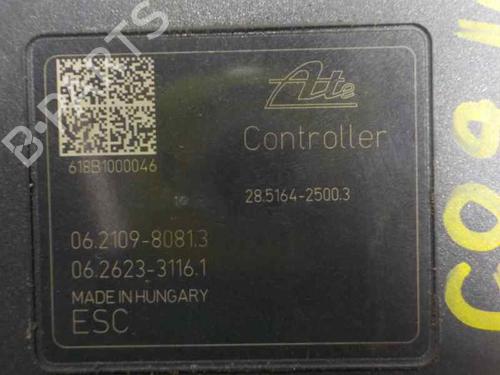 B-PARTS
Ate
618B1000046
Controller
28.5164-2500.3
06.2109-8081.3
06.2623-3116.1
MADE IN HUNGARY
ESC